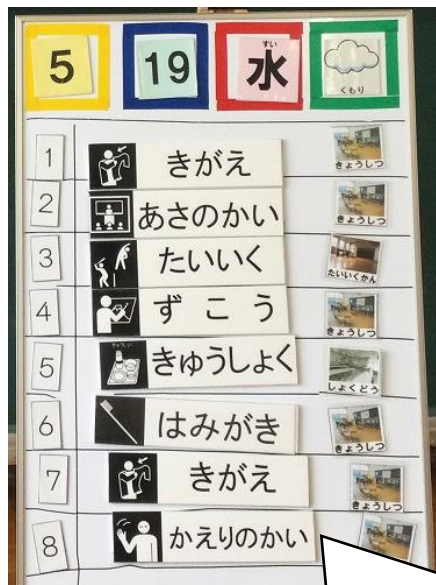 5 19 水 すい くもり
1 きがえ きょうしつ
2 あさのかい きょうしつ
3 たいいく たいいくかん
4 ずこう きょうしつ
5 きゅうしょく しょくどう
6 はみがき きょうしつ
7 きがえ きょうしつ
8 かえりのかい